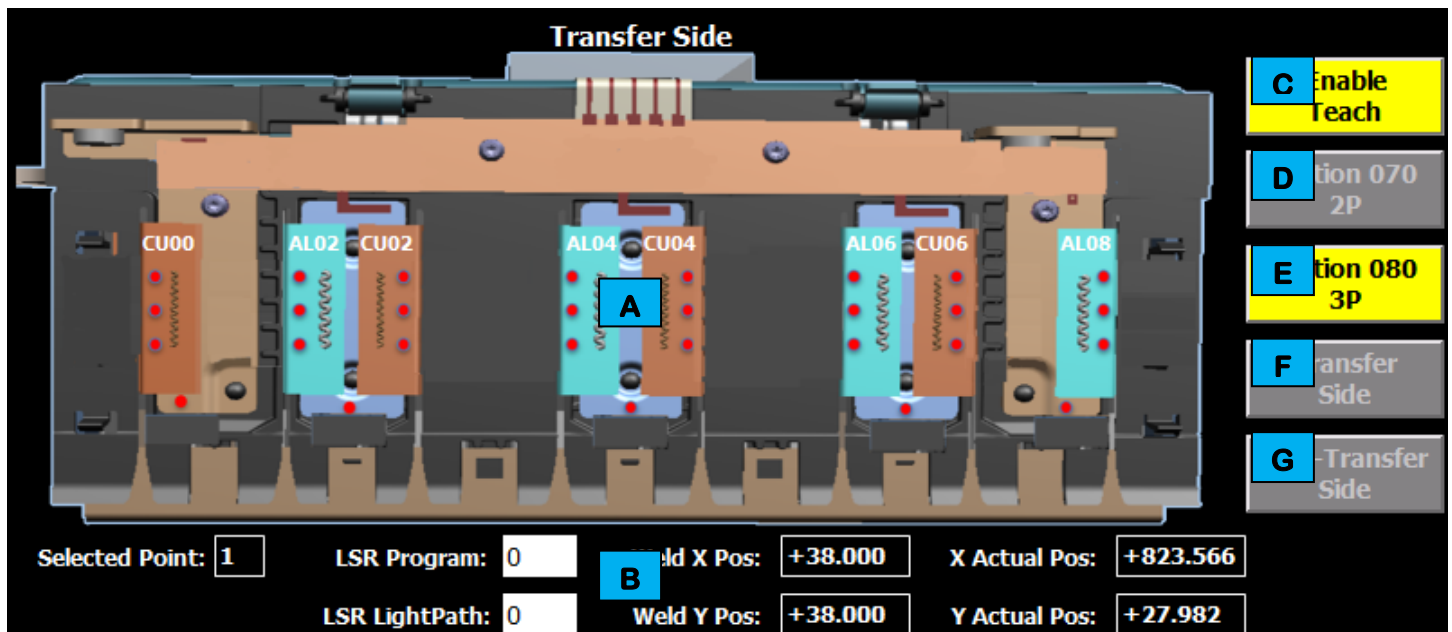 Transfer Side
C
Enable
Teach
D
tion 070
2P
CU00
AL02
CU02
AL04
CU04
AL06
CU06
AL08
A
E
tion 080
3P
F
ransfer
Side
G
-Transfer
Side
Selected Point: 1
LSR Program: 0
B
eld X Pos: +38.000
X Actual Pos: +823.566
LSR LightPath: 0
Weld Y Pos: +38.000
Y Actual Pos: +27.982